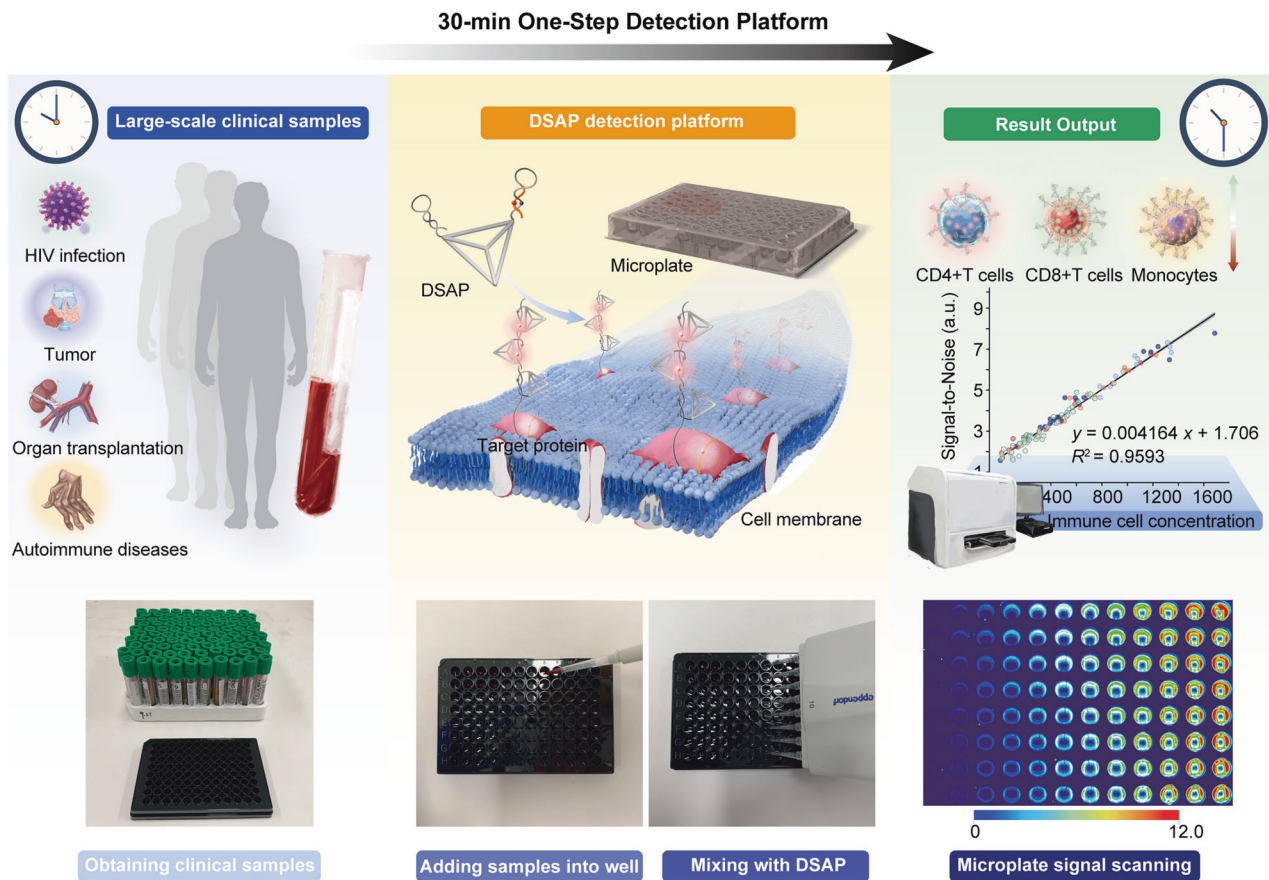 30-min One-Step Detection Platform
Large-scale clinical samples
HIV infection
Tumor
Organ transplantation
Autoimmune diseases
DSAP detection platform
DSAP
Microplate
Target protein
Cell membrane
Result Output
CD4+T cells
CD8+T cells
Monocytes
Signal-to-Noise (a.u.)
9
7
5
3
1
y = 0.004164 x + 1.706
R² = 0.9593
400
800
1200
1600
Immune cell concentration
eppendorf
10
0
12.0
Obtaining clinical samples
Adding samples into well
Mixing with DSAP
Microplate signal scanning